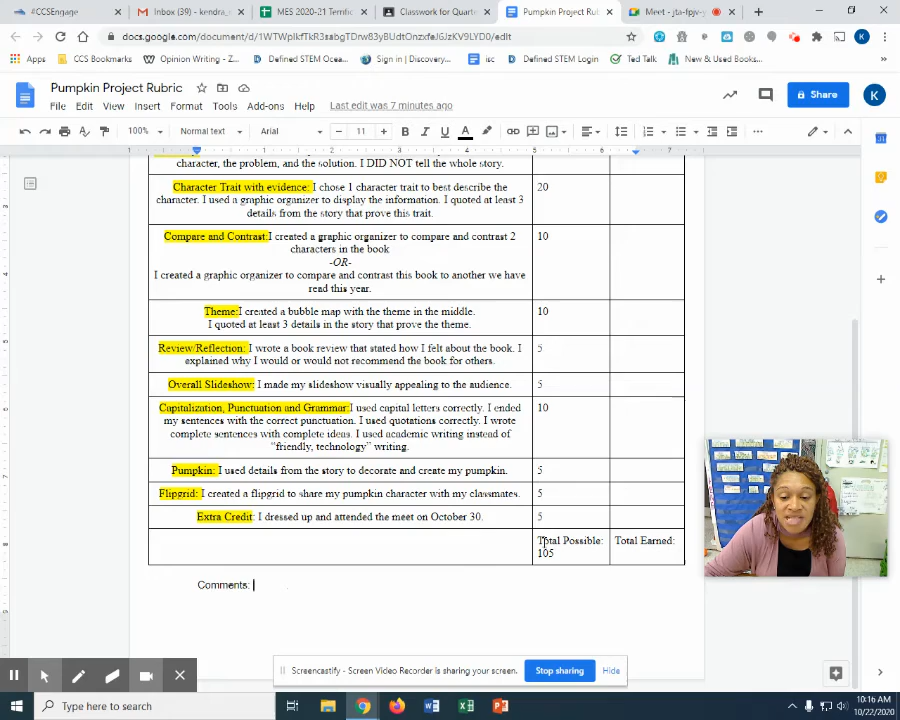 #CCSEngage
Inbox (39) - kendra_c
MES 2020-21 Terrific
Classwork for Quarte
Pumpkin Project Rubric
Meet - jta-fpjv-
docs.google.com/document/d/
/edit
K
Apps
CCS Bookmarks
Opinion Writing - Z...
Defined STEM Ocea...
Sign in / Discovery...
isc
Defined STEM Login
Ted Talk
New & Used Books...
Pumpkin Project Rubric
File Edit View Insert Format Tools Add-ons Help
Last edit was 7 minutes ago
Share
K
100%
Normal text
Arial
11
B I U A
1 1 2 3 4 5 6 7
character, the problem, and the solution. I DID NOT tell the whole story.
Character Trait with evidence: I chose 1 character trait to best describe the
character. I used a graphic organizer to display the information. I quoted at least 3
details from the story that prove this trait.
20
Compare and Contrast:I created a graphic organizer to compare and contrast 2
characters in the book
-OR-
I created a graphic organizer to compare and contrast this book to another we have
read this year.
10
Theme:I created a bubble map with the theme in the middle.
I quoted at least 3 details in the story that prove the theme.
10
Review/Reflection: I wrote a book review that stated how I felt about the book. I
explained why I would or would not recommend the book for others.
5
Overall Slideshow: I made my slideshow visually appealing to the audience.
5
Capitalization, Punctuation and Grammar:I used capital letters correctly. I ended
my sentences with the correct punctuation. I used quotations correctly. I wrote
complete sentences with complete ideas. I used academic writing instead of
“friendly, technology” writing.
10
Pumpkin: I used details from the story to decorate and create my pumpkin.
5
Flipgrid: I created a flipgrid to share my pumpkin character with my classmates.
5
Extra Credit: I dressed up and attended the meet on October 30.
5
Total Possible:
105
Total Earned:
Comments:
Screencastify - Screen Video Recorder is sharing your screen.
Stop sharing
Hide
Type here to search
10:16 AM
10/22/2020